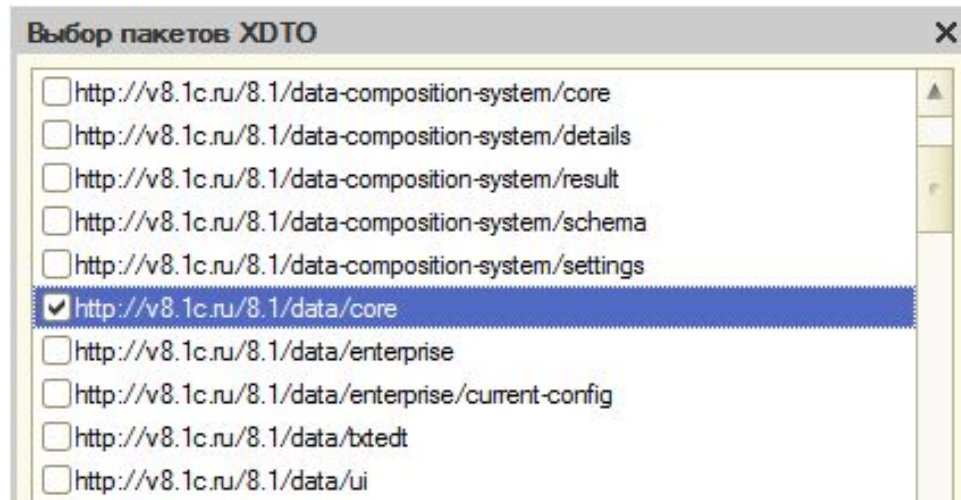 Выбор пакетов XDTO
http://v8.1c.ru/8.1/data-composition-system/core
http://v8.1c.ru/8.1/data-composition-system/details
http://v8.1c.ru/8.1/data-composition-system/result
http://v8.1c.ru/8.1/data-composition-system/schema
http://v8.1c.ru/8.1/data-composition-system/settings
http://v8.1c.ru/8.1/data/core
http://v8.1c.ru/8.1/data/enterprise
http://v8.1c.ru/8.1/data/enterprise/current-config
http://v8.1c.ru/8.1/data/txtedt
http://v8.1c.ru/8.1/data/ui